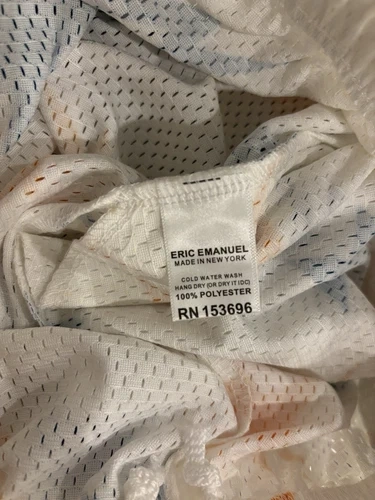 ERIC EMANUEL
MADE IN NEW YORK
COLD WATER WASH
HANG DRY (OR DRY IT IDC)
100% POLYESTER
RN 153696